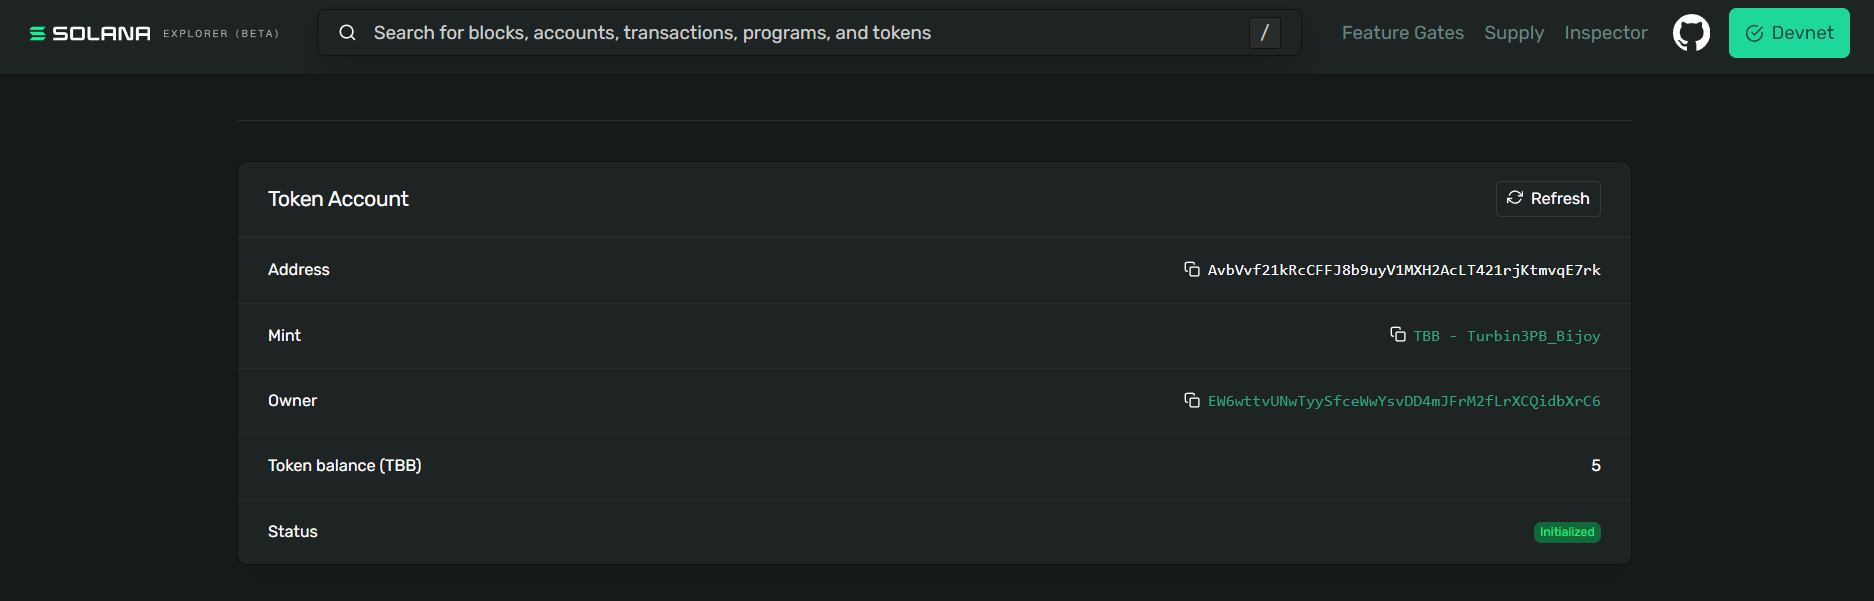 SOLANA EXPLORER (BETA) Search for blocks, accounts, transactions, programs, and tokens / Feature Gates Supply Inspector Devnet
Token Account Refresh
Address AvbVvf21kRcCFFJ8b9uyV1MXH2AcLT421rjKtmvqE7rk
Mint TBB - Turbin3PB_Bijoy
Owner EW6wttvUNwTyySfceWwYsvDD4mJFrM2fLrXCQidbXrC6
Token balance (TBB) 5
Status Initialized